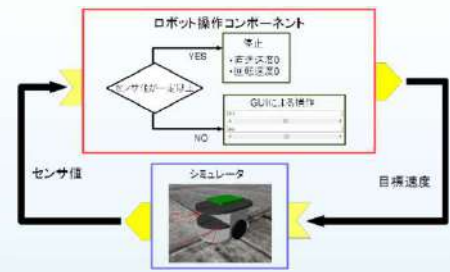 ロボット操作コンポーネント
停止
・直進速度0
・回転速度0
YES
センサ値が一定以上
GUIによる操作
NO
センサ値
シミュレータ
目標速度